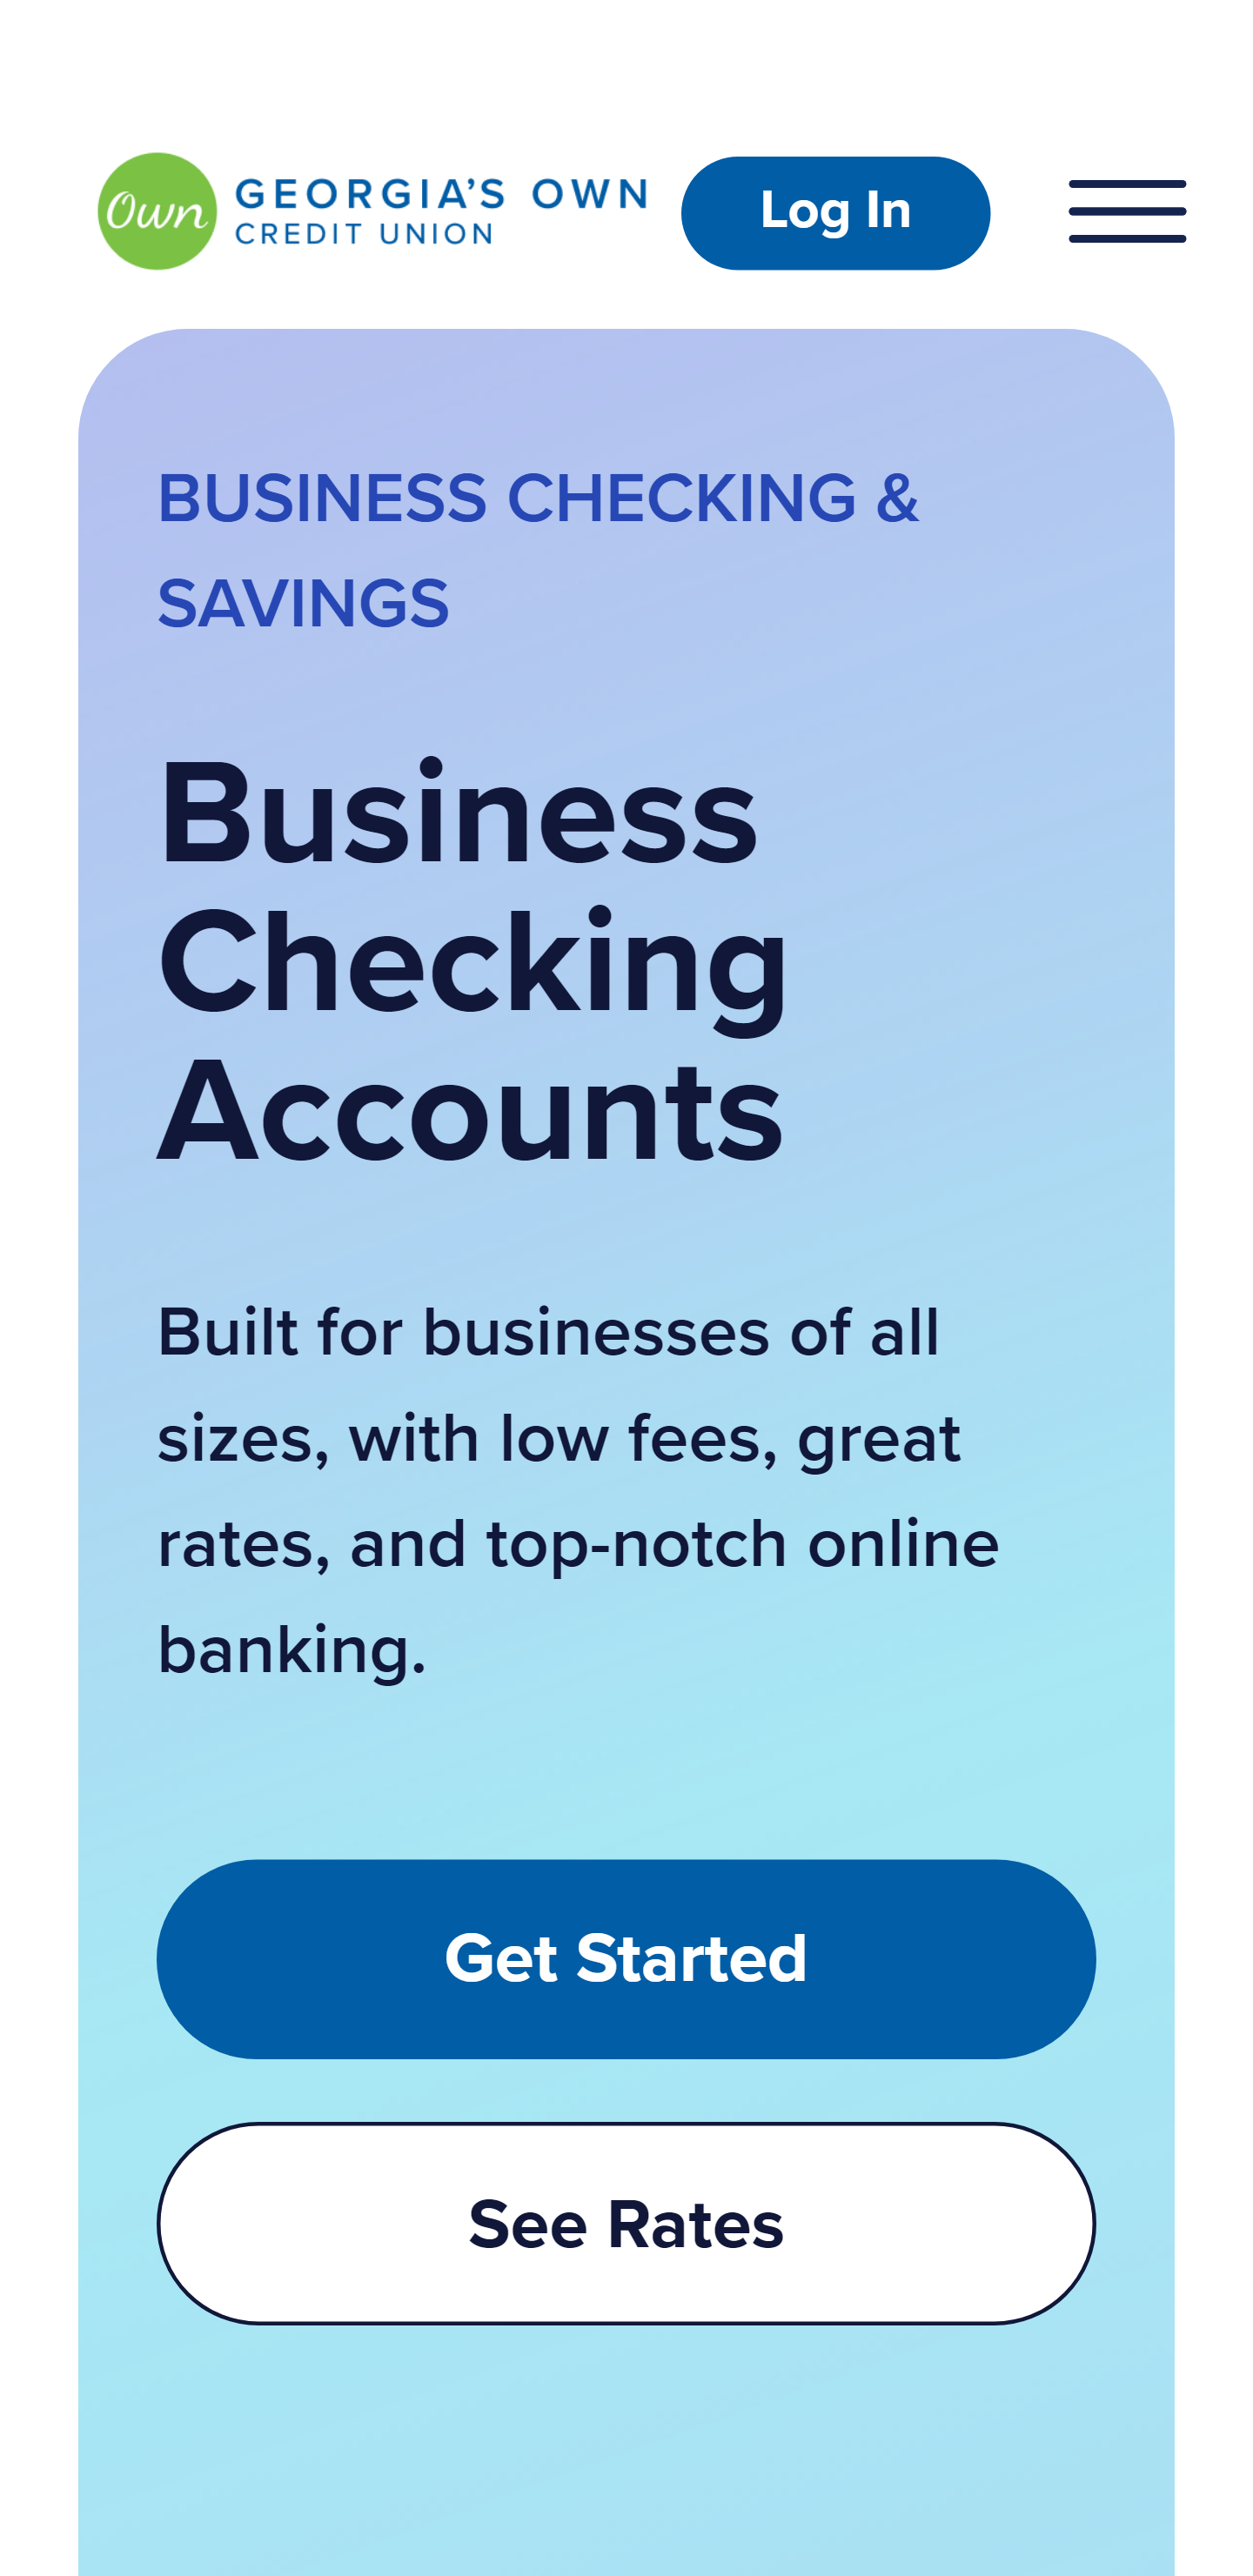 Own
GEORGIA’S OWN
CREDIT UNION
Log In
BUSINESS CHECKING &
SAVINGS
Business
Checking
Accounts
Built for businesses of all
sizes, with low fees, great
rates, and top-notch online
banking.
Get Started
See Rates